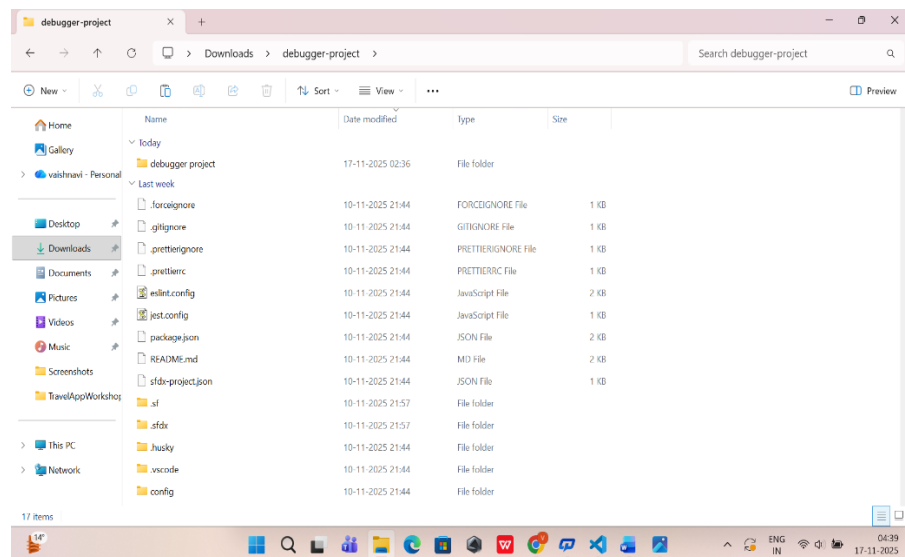 debugger-project
Downloads > debugger-project >
Search debugger-project
New
Sort
View
Preview
Home
Gallery
vaishnavi - Personal
Desktop
Downloads
Documents
Pictures
Videos
Music
Screenshots
TravelAppWorkshop
This PC
Network
Name Date modified Type Size
Today
debugger project 17-11-2025 02:36 File folder
Last week
.forceignore 10-11-2025 21:44 FORCEIGNORE File 1 KB
.gitignore 10-11-2025 21:44 GITIGNORE File 1 KB
.prettierignore 10-11-2025 21:44 PRETTIERIGNORE File 1 KB
.prettierrc 10-11-2025 21:44 PRETTIERRC File 1 KB
eslint.config 10-11-2025 21:44 JavaScript File 2 KB
jest.config 10-11-2025 21:44 JavaScript File 1 KB
package.json 10-11-2025 21:44 JSON File 2 KB
README.md 10-11-2025 21:44 MD File 2 KB
sfdx-project.json 10-11-2025 21:44 JSON File 1 KB
.sf 10-11-2025 21:57 File folder
.sfdx 10-11-2025 21:57 File folder
.husky 10-11-2025 21:44 File folder
.vscode 10-11-2025 21:44 File folder
config 10-11-2025 21:44 File folder
17 items
14°
ENG
IN
04:39
17-11-2025